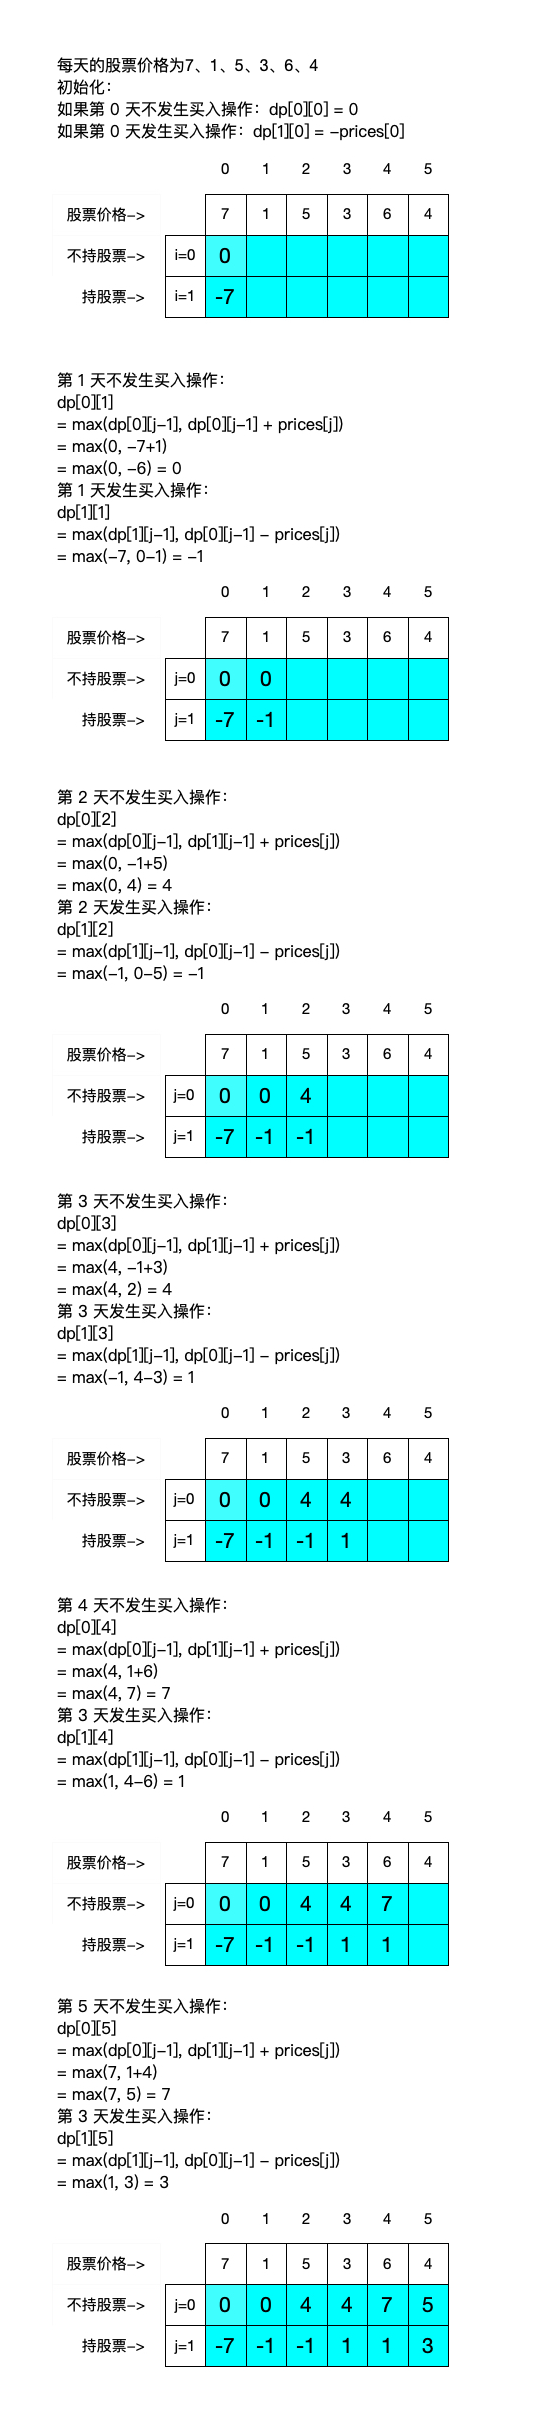 每天的股票价格为7、1、5、3、6、4
初始化：
如果第 0 天不发生买入操作：dp[0][0] = 0
如果第 0 天发生买入操作：dp[1][0] = -prices[0]
0 1 2 3 4 5
股票价格-> 7 1 5 3 6 4
不持股票-> i=0 0
持股票-> i=1 -7
第 1 天不发生买入操作：
dp[0][1]
= max(dp[0][j-1], dp[0][j-1] + prices[j])
= max(0, -7+1)
= max(0, -6) = 0
第 1 天发生买入操作：
dp[1][1]
= max(dp[1][j-1], dp[0][j-1] - prices[j])
= max(-7, 0-1) = -1
0 1 2 3 4 5
股票价格-> 7 1 5 3 6 4
不持股票-> j=0 0 0
持股票-> j=1 -7 -1
第 2 天不发生买入操作：
dp[0][2]
= max(dp[0][j-1], dp[1][j-1] + prices[j])
= max(0, -1+5)
= max(0, 4) = 4
第 2 天发生买入操作：
dp[1][2]
= max(dp[1][j-1], dp[0][j-1] - prices[j])
= max(-1, 0-5) = -1
0 1 2 3 4 5
股票价格-> 7 1 5 3 6 4
不持股票-> j=0 0 0 4
持股票-> j=1 -7 -1 -1
第 3 天不发生买入操作：
dp[0][3]
= max(dp[0][j-1], dp[1][j-1] + prices[j])
= max(4, -1+3)
= max(4, 2) = 4
第 3 天发生买入操作：
dp[1][3]
= max(dp[1][j-1], dp[0][j-1] - prices[j])
= max(-1, 4-3) = 1
0 1 2 3 4 5
股票价格-> 7 1 5 3 6 4
不持股票-> j=0 0 0 4 4
持股票-> j=1 -7 -1 -1 1
第 4 天不发生买入操作：
dp[0][4]
= max(dp[0][j-1], dp[1][j-1] + prices[j])
= max(4, 1+6)
= max(4, 7) = 7
第 3 天发生买入操作：
dp[1][4]
= max(dp[1][j-1], dp[0][j-1] - prices[j])
= max(1, 4-6) = 1
0 1 2 3 4 5
股票价格-> 7 1 5 3 6 4
不持股票-> j=0 0 0 4 4 7
持股票-> j=1 -7 -1 -1 1 1
第 5 天不发生买入操作：
dp[0][5]
= max(dp[0][j-1], dp[1][j-1] + prices[j])
= max(7, 1+4)
= max(7, 5) = 7
第 3 天发生买入操作：
dp[1][5]
= max(dp[1][j-1], dp[0][j-1] - prices[j])
= max(1, 3) = 3
0 1 2 3 4 5
股票价格-> 7 1 5 3 6 4
不持股票-> j=0 0 0 4 4 7 5
持股票-> j=1 -7 -1 -1 1 1 3